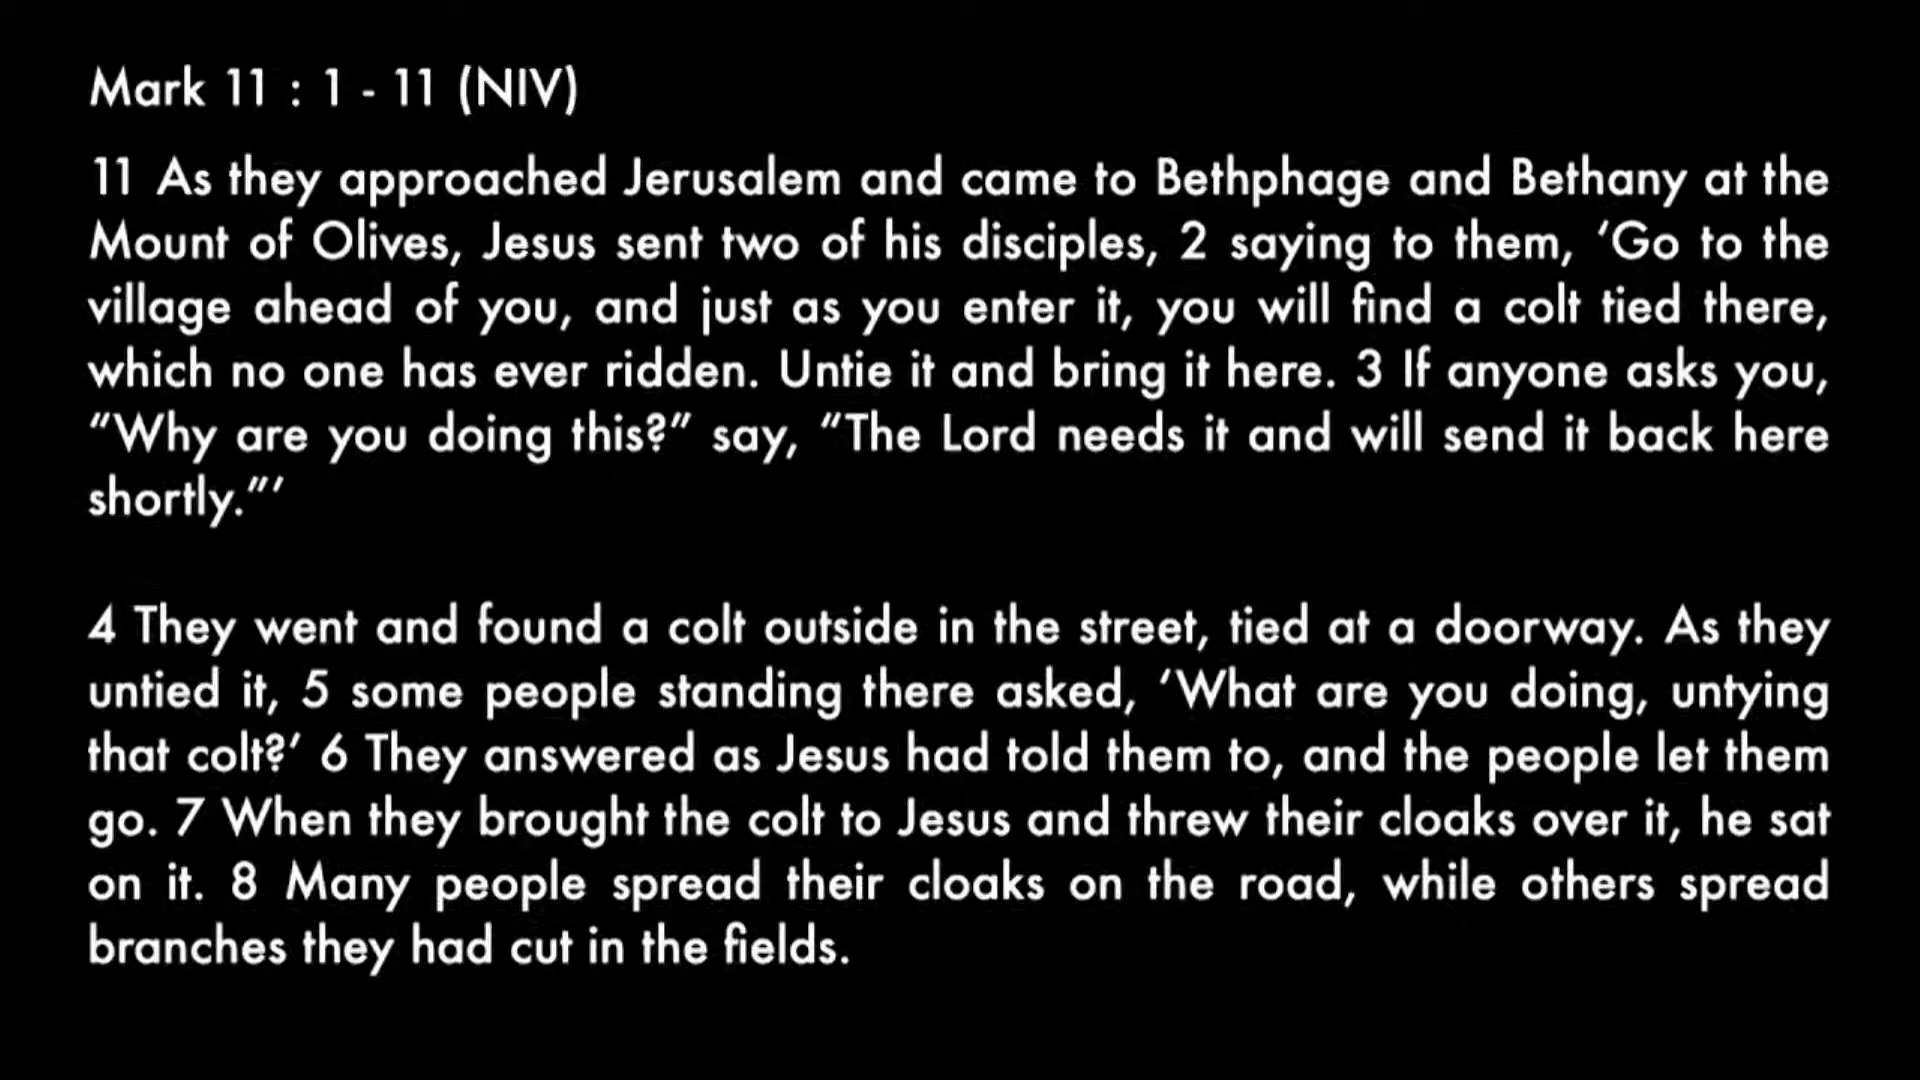 Mark 11 : 1 - 11 (NIV)
11 As they approached Jerusalem and came to Bethphage and Bethany at the
Mount of Olives, Jesus sent two of his disciples, 2 saying to them, ‘Go to the
village ahead of you, and just as you enter it, you will find a colt tied there,
which no one has ever ridden. Untie it and bring it here. 3 If anyone asks you,
“Why are you doing this?” say, “The Lord needs it and will send it back here
shortly.”’
4 They went and found a colt outside in the street, tied at a doorway. As they
untied it, 5 some people standing there asked, ‘What are you doing, untying
that colt?’ 6 They answered as Jesus had told them to, and the people let them
go. 7 When they brought the colt to Jesus and threw their cloaks over it, he sat
on it. 8 Many people spread their cloaks on the road, while others spread
branches they had cut in the fields.